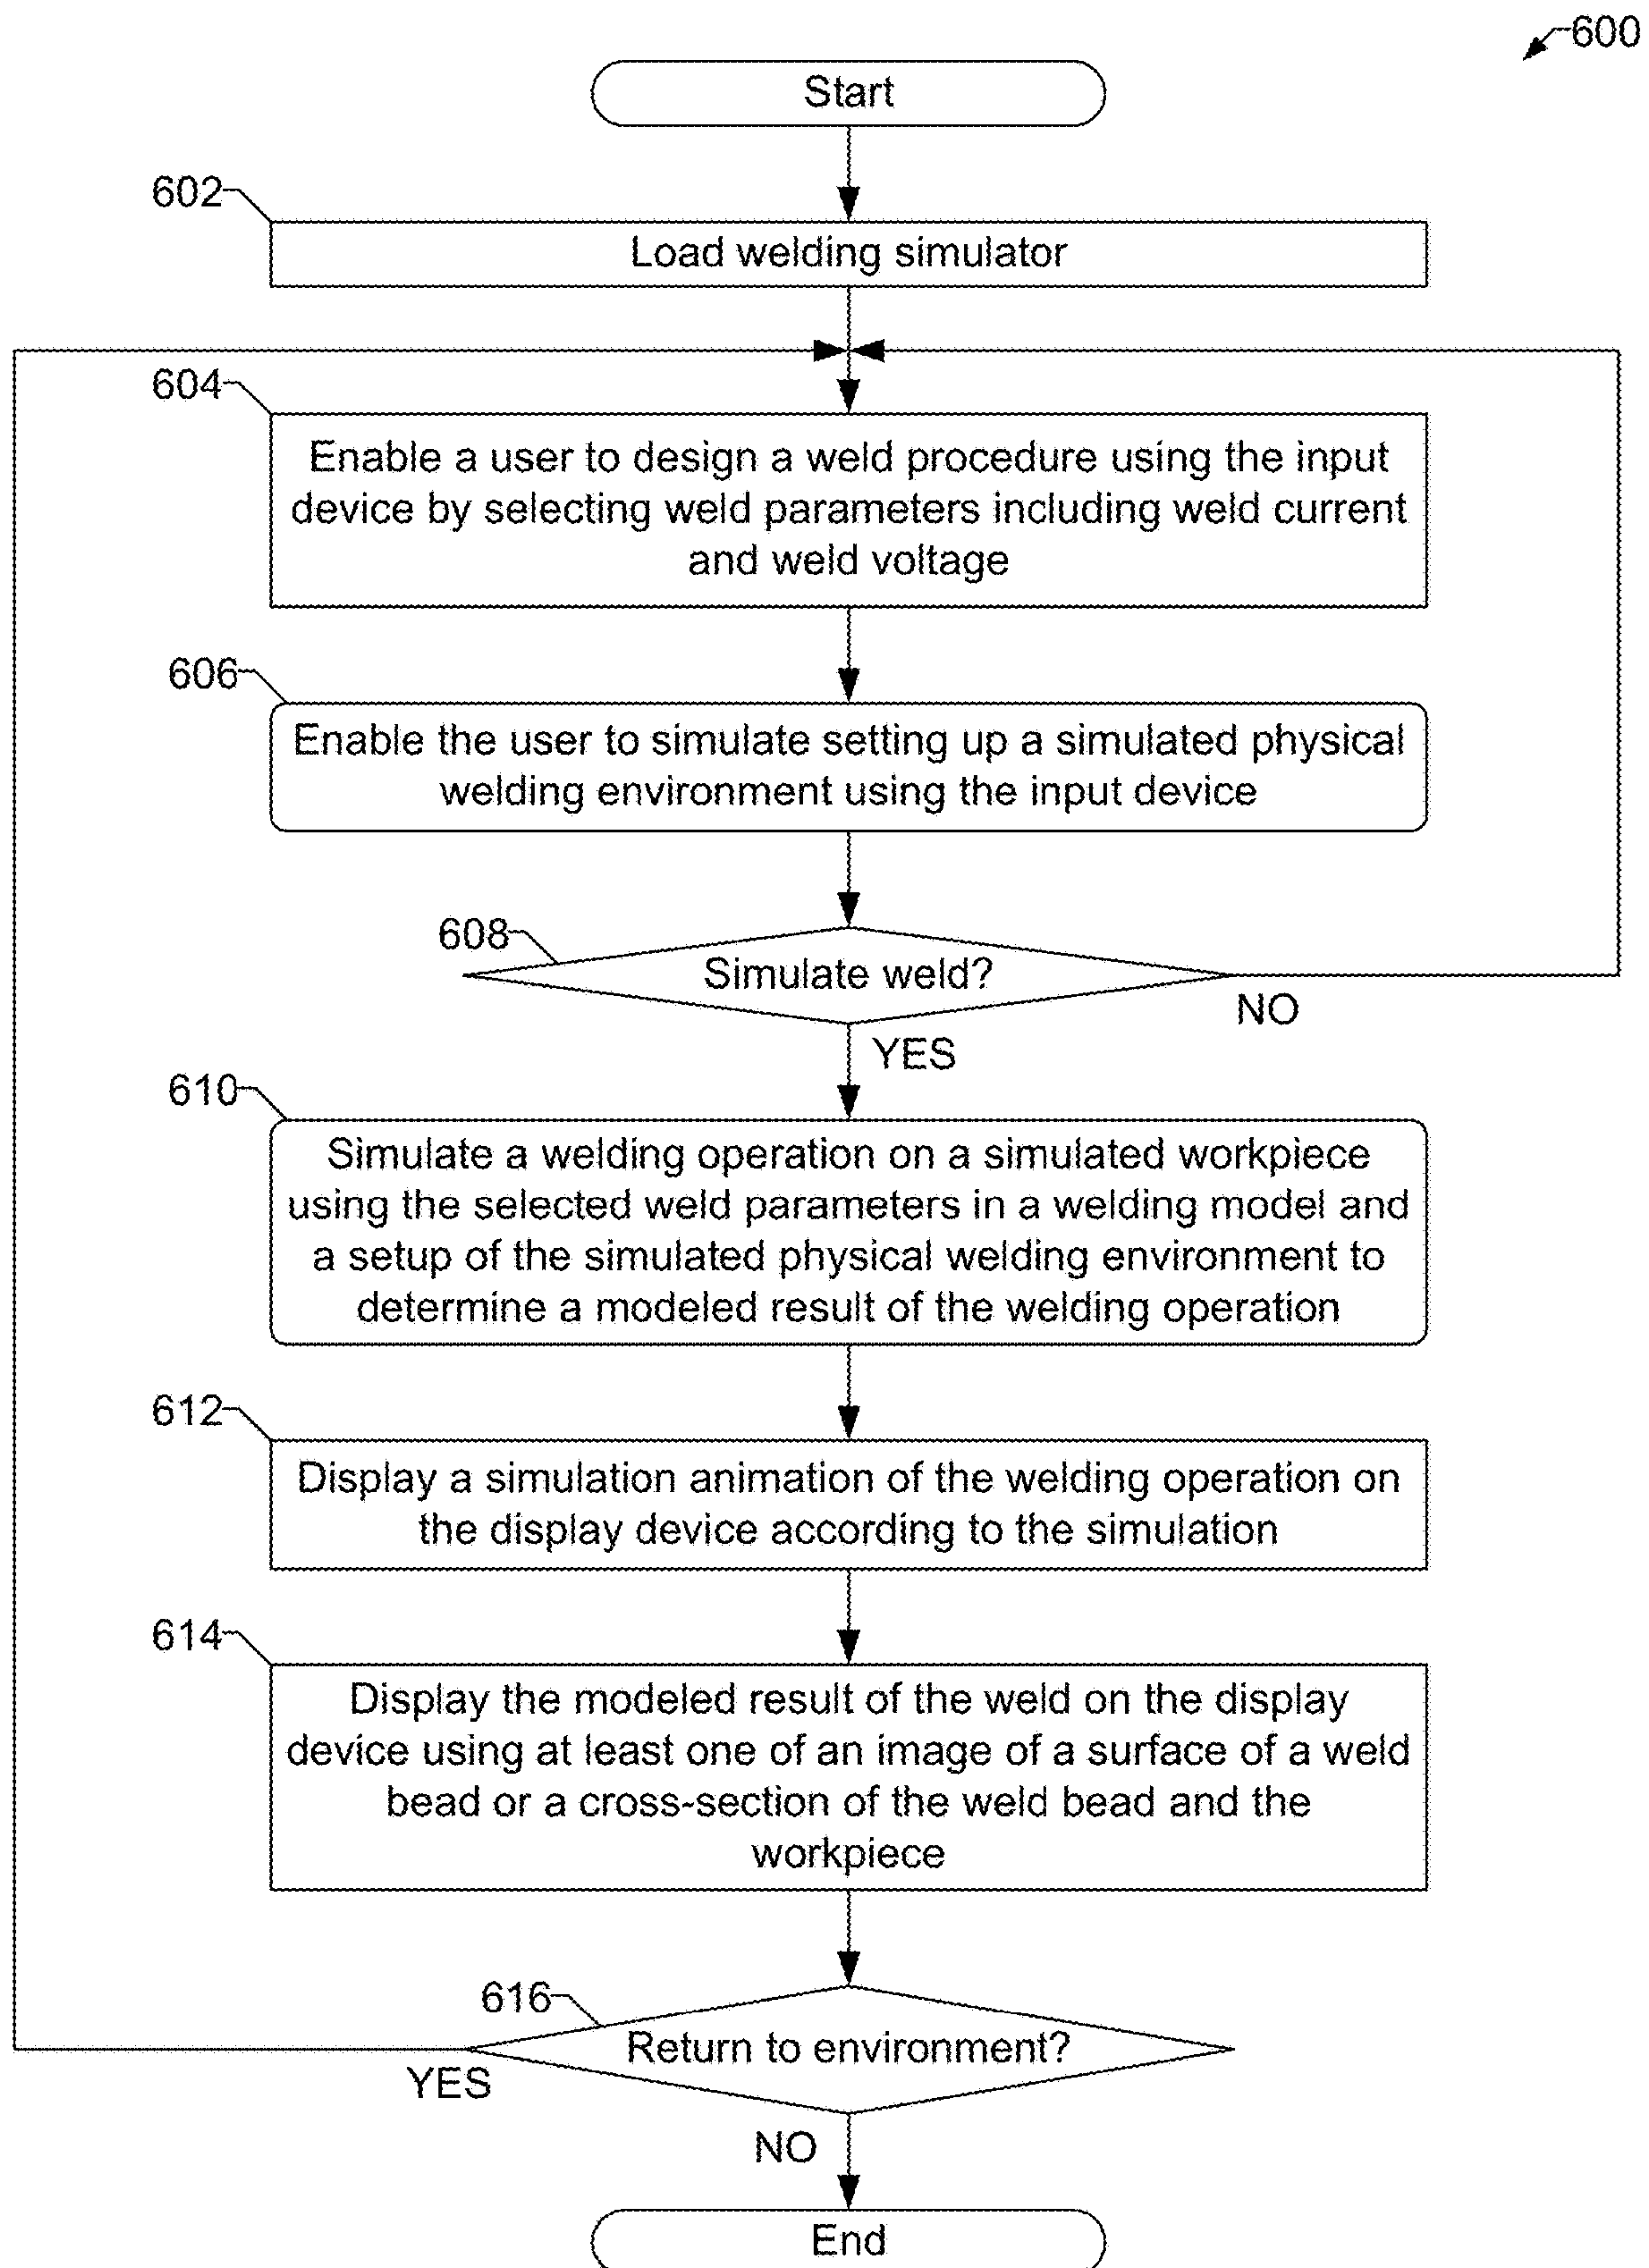 600
Start
602
Load welding simulator
604
Enable a user to design a weld procedure using the input
device by selecting weld parameters including weld current
and weld voltage
606
Enable the user to simulate setting up a simulated physical
welding environment using the input device
608
Simulate weld?
NO
YES
610
Simulate a welding operation on a simulated workpiece
using the selected weld parameters in a welding model and
a setup of the simulated physical welding environment to
determine a modeled result of the welding operation
612
Display a simulation animation of the welding operation on
the display device according to the simulation
614
Display the modeled result of the weld on the display
device using at least one of an image of a surface of a weld
bead or a cross-section of the weld bead and the
workpiece
616
Return to environment?
YES
NO
End